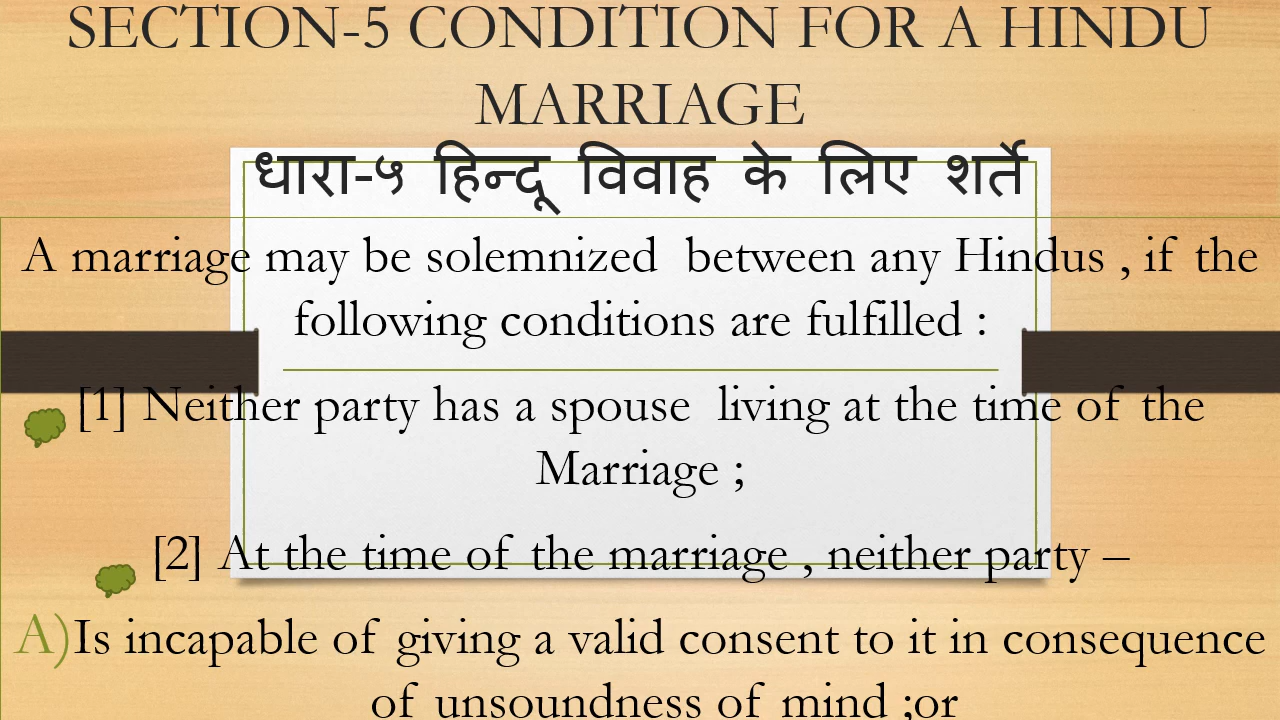 SECTION-5 CONDITION FOR A HINDU
MARRIAGE
धारा-५ हिन्दू विवाह के लिए शर्ते
A marriage may be solemnized between any Hindus , if the
following conditions are fulfilled :
[1] Neither party has a spouse living at the time of the
Marriage ;
[2] At the time of the marriage , neither party –
A)Is incapable of giving a valid consent to it in consequence
of unsoundness of mind ;or